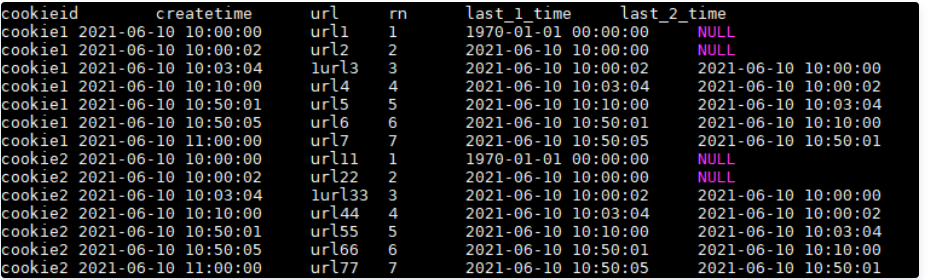 cookieid createtime url rn last_1_time last_2_time
cookie1 2021-06-10 10:00:00 url1 1 1970-01-01 00:00:00 NULL
cookie1 2021-06-10 10:00:02 url2 2 2021-06-10 10:00:00 NULL
cookie1 2021-06-10 10:03:04 1url3 3 2021-06-10 10:00:02 2021-06-10 10:00:00
cookie1 2021-06-10 10:10:00 url4 4 2021-06-10 10:03:04 2021-06-10 10:00:02
cookie1 2021-06-10 10:50:01 url5 5 2021-06-10 10:10:00 2021-06-10 10:03:04
cookie1 2021-06-10 10:50:05 url6 6 2021-06-10 10:50:01 2021-06-10 10:10:00
cookie1 2021-06-10 11:00:00 url7 7 2021-06-10 10:50:05 2021-06-10 10:50:01
cookie2 2021-06-10 10:00:00 url11 1 1970-01-01 00:00:00 NULL
cookie2 2021-06-10 10:00:02 url22 2 2021-06-10 10:00:00 NULL
cookie2 2021-06-10 10:03:04 1url33 3 2021-06-10 10:00:02 2021-06-10 10:00:00
cookie2 2021-06-10 10:10:00 url44 4 2021-06-10 10:03:04 2021-06-10 10:00:02
cookie2 2021-06-10 10:50:01 url55 5 2021-06-10 10:10:00 2021-06-10 10:03:04
cookie2 2021-06-10 10:50:05 url66 6 2021-06-10 10:50:01 2021-06-10 10:10:00
cookie2 2021-06-10 11:00:00 url77 7 2021-06-10 10:50:05 2021-06-10 10:50:01